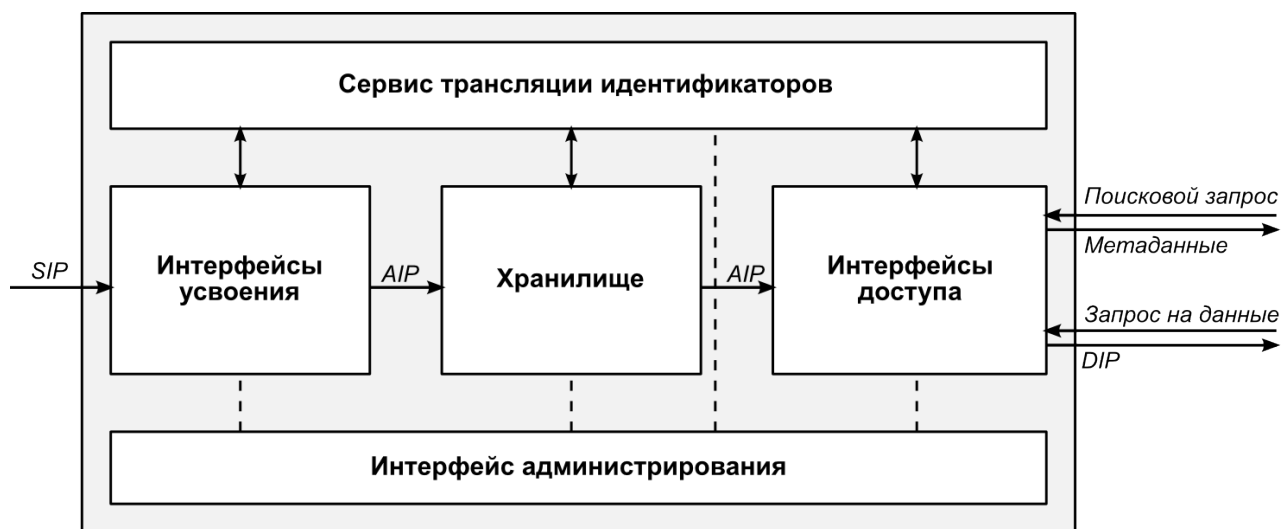 Сервис трансляции идентификаторов
Поисковой запрос
Метаданные
SIP
Интерфейсы
усвоения
AIP
Хранилище
AIP
Интерфейсы
доступа
Запрос на данные
DIP
Интерфейс администрирования